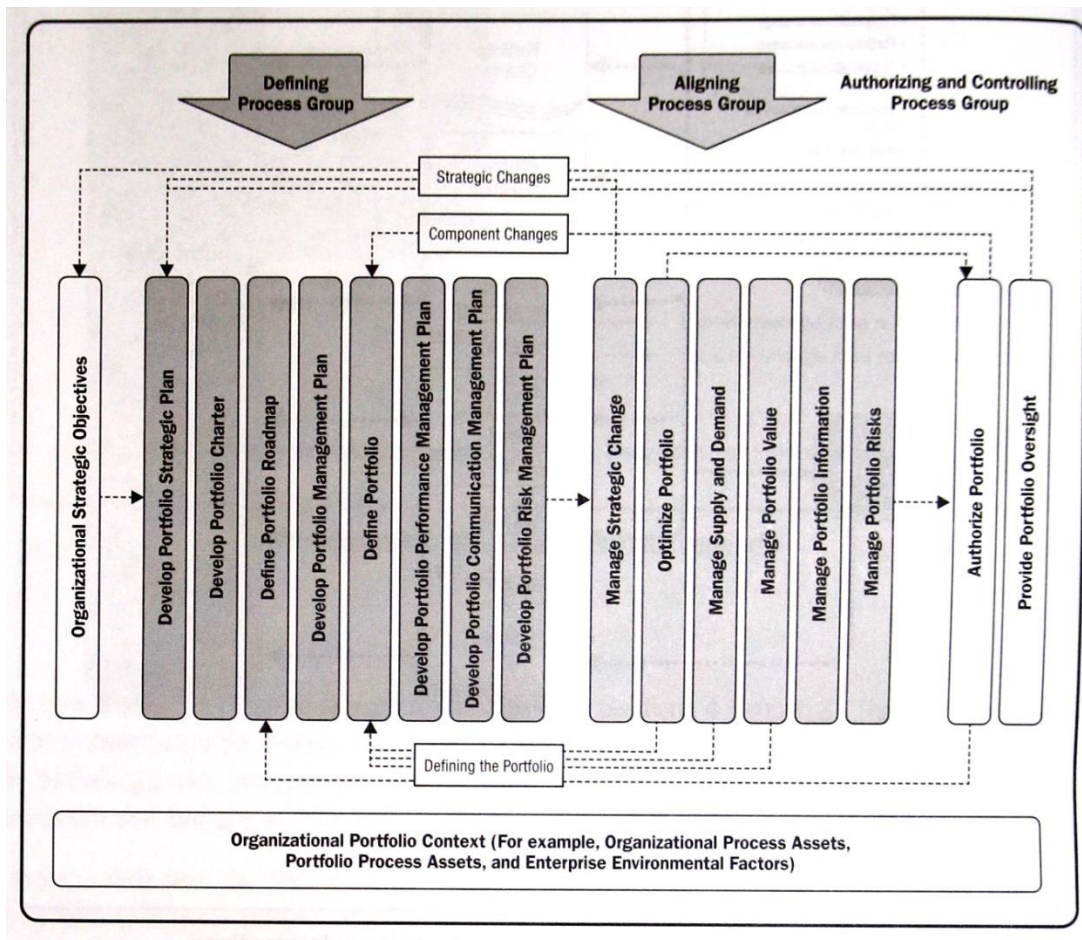 Defining
Process Group
Aligning
Process Group
Authorizing and Controlling
Process Group
Strategic Changes
Component Changes
Organizational Strategic Objectives
Develop Portfolio Strategic Plan
Develop Portfolio Charter
Define Portfolio Roadmap
Develop Portfolio Management Plan
Define Portfolio
Develop Portfolio Performance Management Plan
Develop Portfolio Communication Management Plan
Develop Portfolio Risk Management Plan
Manage Strategic Change
Optimize Portfolio
Manage Supply and Demand
Manage Portfolio Value
Manage Portfolio Information
Manage Portfolio Risks
Authorize Portfolio
Provide Portfolio Oversight
Defining the Portfolio
Organizational Portfolio Context (For example, Organizational Process Assets,
Portfolio Process Assets, and Enterprise Environmental Factors)